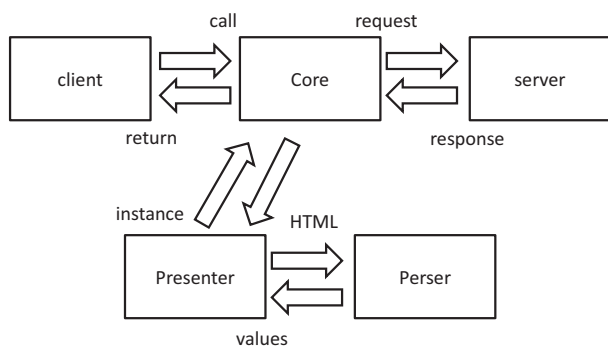 call
request
client
Core
server
return
response
instance
HTML
Presenter
Perser
values